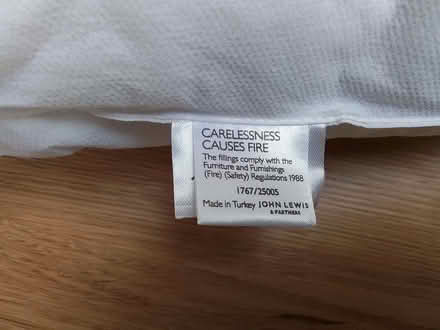 CARELESSNESS
CAUSES FIRE
The fillings comply with the
Furniture and Furnishings
(Fire) (Safety) Regulations 1988
1767/25005
Made in Turkey JOHN LEWIS
& PARTNERS